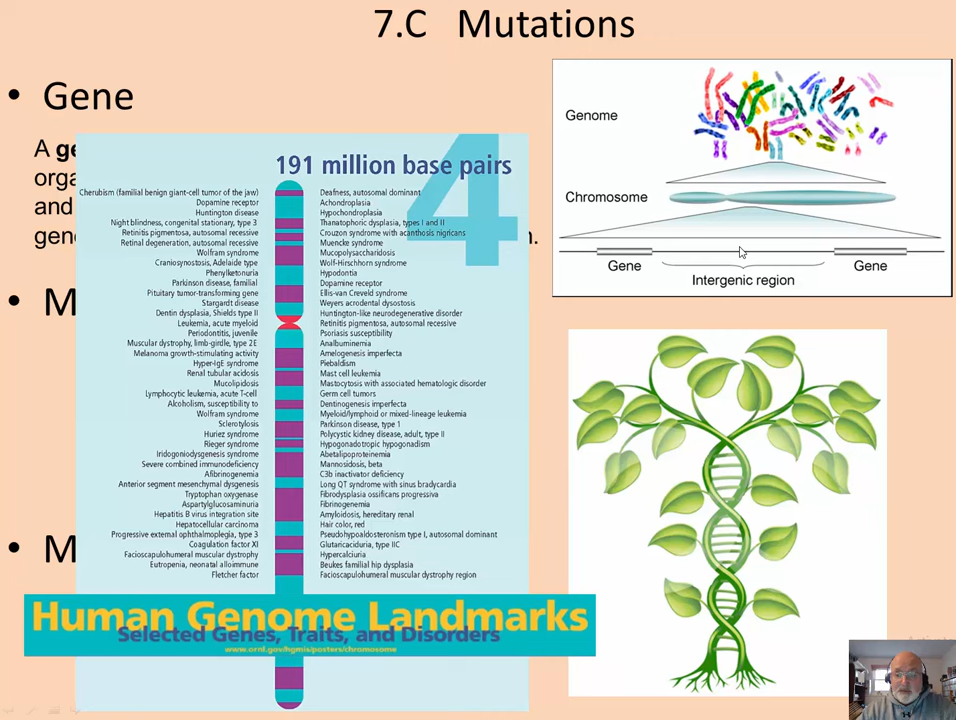 7.C Mutations
• Gene
A ge
orga
and
gene
n.
• M
• M
4
191 million base pairs
Cherubism (familial benign giant-cell tumor of the jaw)
Dopamine receptor
Huntington disease
Night blindness, congenital stationary, type 3
Retinitis pigmentosa, autosomal recessive
Retinal degeneration, autosomal recessive
Wolfram syndrome
Craniosynostosis, Adelaide type
Phenylketonuria
Parkinson disease, familial
Pituitary tumor-transforming gene
Stargardt disease
Dentin dysplasia, Shields type II
Leukemia, acute myeloid
Periodontitis, juvenile
Muscular dystrophy, limb-girdle, type 2E
Melanoma growth-stimulating activity
Hyper-IgE syndrome
Renal tubular acidosis
Mucolipidosis
Lymphocytic leukemia, acute T-cell
Alcoholism, susceptibility to
Wolfram syndrome
Sclerotylosis
Huriez syndrome
Rieger syndrome
Iridogoniodysgenesis syndrome
Severe combined immunodeficiency
Afibrinogenemia
Anterior segment mesenchymal dysgenesis
Tryptophan oxygenase
Aspartylglucosaminuria
Hepatitis B virus integration site
Hepatocellular carcinoma
Progressive external ophthalmoplegia, type 3
Coagulation factor XI
Facioscapulohumeral muscular dystrophy
Eutropenia, neonatal alloimmune
Fletcher factor
Deafness, autosomal dominant
Achondroplasia
Hypochondroplasia
Thanatophoric dysplasia, types I and II
Crouzon syndrome with acanthosis nigricans
Muencke syndrome
Mucopolysaccharidosis
Wolf-Hirschhorn syndrome
Hypodontia
Dopamine receptor
Ellis-van Creveld syndrome
Weyers acrodental dysostosis
Huntington-like neurodegenerative disorder
Retinitis pigmentosa, autosomal recessive
Psoriasis susceptibility
Analbuminemia
Amelogenesis imperfecta
Piebaldism
Mast cell leukemia
Mastocytosis with associated hematologic disorder
Germ cell tumors
Dentinogenesis imperfecta
Myeloid/lymphoid or mixed-lineage leukemia
Parkinson disease, type 1
Polycystic kidney disease, adult, type II
Hypogonadotropic hypogonadism
Abetalipoproteinemia
Mannosidosis, beta
C3b inactivator deficiency
Long QT syndrome with sinus bradycardia
Fibrodysplasia ossificans progressiva
Fibrinogenemia
Amyloidosis, hereditary renal
Hair color, red
Pseudohypoaldosteronism type I, autosomal dominant
Glutaricaciduria, type IIC
Hypercalciuria
Beukes familial hip dysplasia
Facioscapulohumeral muscular dystrophy region
Human Genome Landmarks
Selected Genes, Traits, and Disorders
www.ornl.gov/hgmis/posters/chromosome
Genome
Chromosome
Gene
Gene
Intergenic region